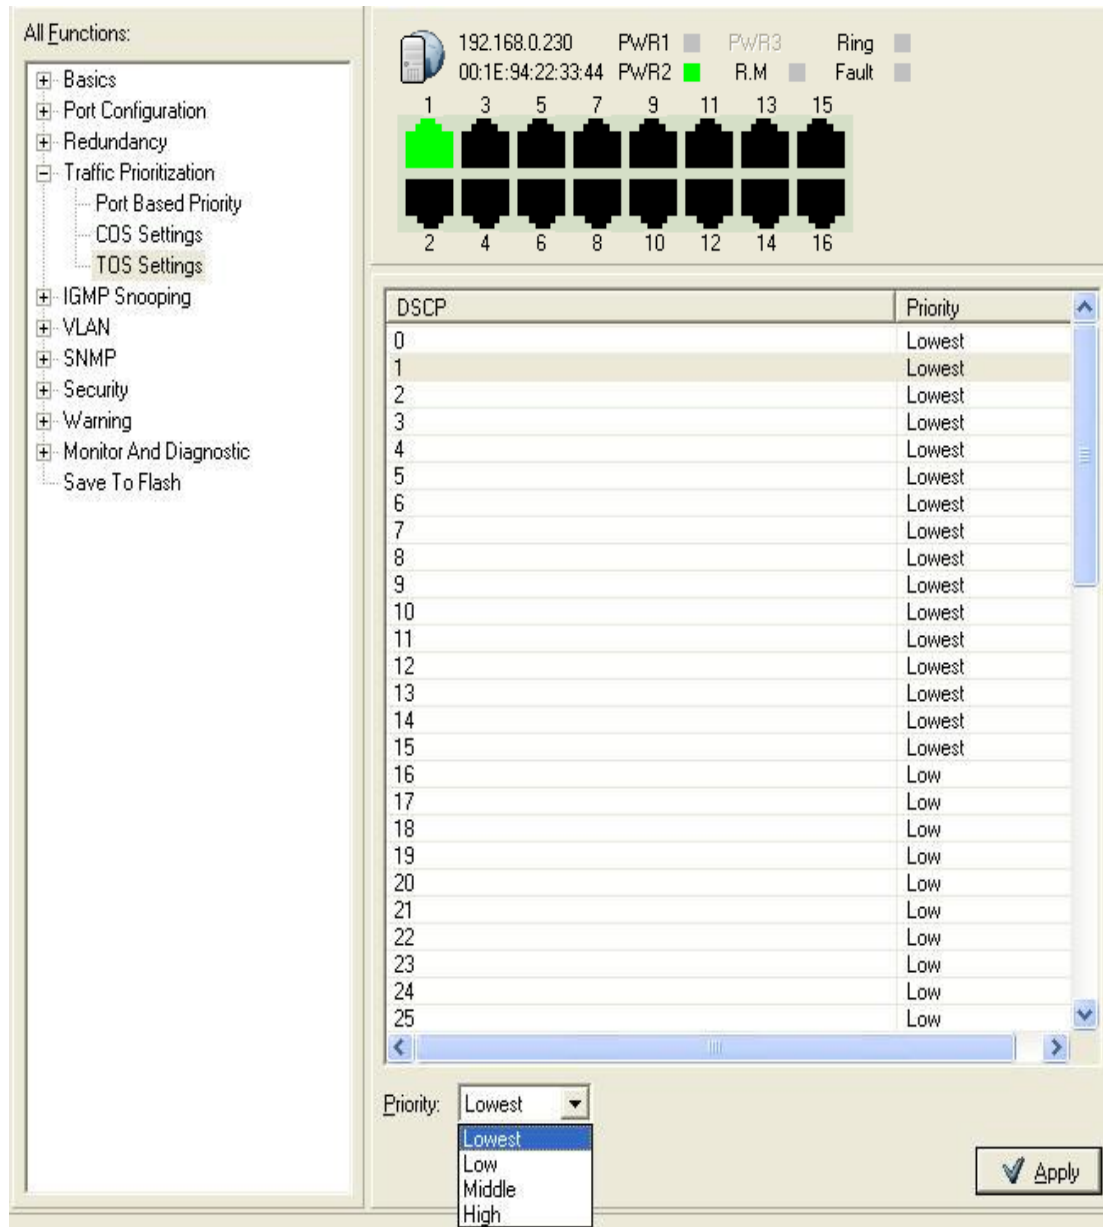 All Functions:
Basics
Port Configuration
Redundancy
Traffic Prioritization
Port Based Priority
COS Settings
TOS Settings
IGMP Snooping
VLAN
SNMP
Security
Warning
Monitor And Diagnostic
Save To Flash
192.168.0.230 PWR1 PWR3 Ring
00:1E:94:22:33:44 PWR2 R.M Fault
1 3 5 7 9 11 13 15
2 4 6 8 10 12 14 16
DSCP Priority
0 Lowest
1 Lowest
2 Lowest
3 Lowest
4 Lowest
5 Lowest
6 Lowest
7 Lowest
8 Lowest
9 Lowest
10 Lowest
11 Lowest
12 Lowest
13 Lowest
14 Lowest
15 Lowest
16 Low
17 Low
18 Low
19 Low
20 Low
21 Low
22 Low
23 Low
24 Low
25 Low
Priority: Lowest
Lowest
Low
Middle
High
Apply